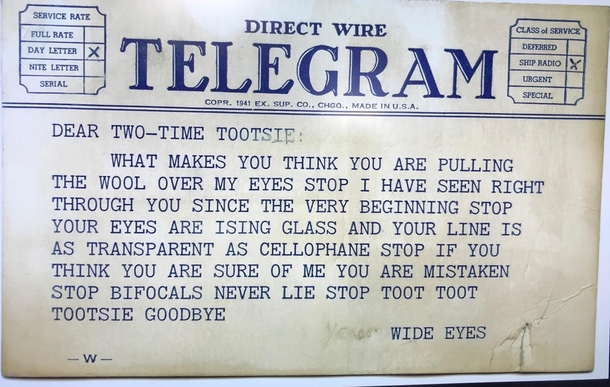 SERVICE RATE
FULL RATE
DAY LETTER X
NITE LETTER
SERIAL
DIRECT WIRE
TELEGRAM
COPR. 1941 EX. SUP. CO., CHGO., MADE IN U.S.A.
CLASS of SERVICE
DEFERRED
SHIP RADIO X
URGENT
SPECIAL
DEAR TWO-TIME TOOTSIE:
WHAT MAKES YOU THINK YOU ARE PULLING
THE WOOL OVER MY EYES STOP I HAVE SEEN RIGHT
THROUGH YOU SINCE THE VERY BEGINNING STOP
YOUR EYES ARE ISING GLASS AND YOUR LINE IS
AS TRANSPARENT AS CELLOPHANE STOP IF YOU
THINK YOU ARE SURE OF ME YOU ARE MISTAKEN
STOP BIFOCALS NEVER LIE STOP TOOT TOOT
TOOTSIE GOODBYE
WIDE EYES
—W—